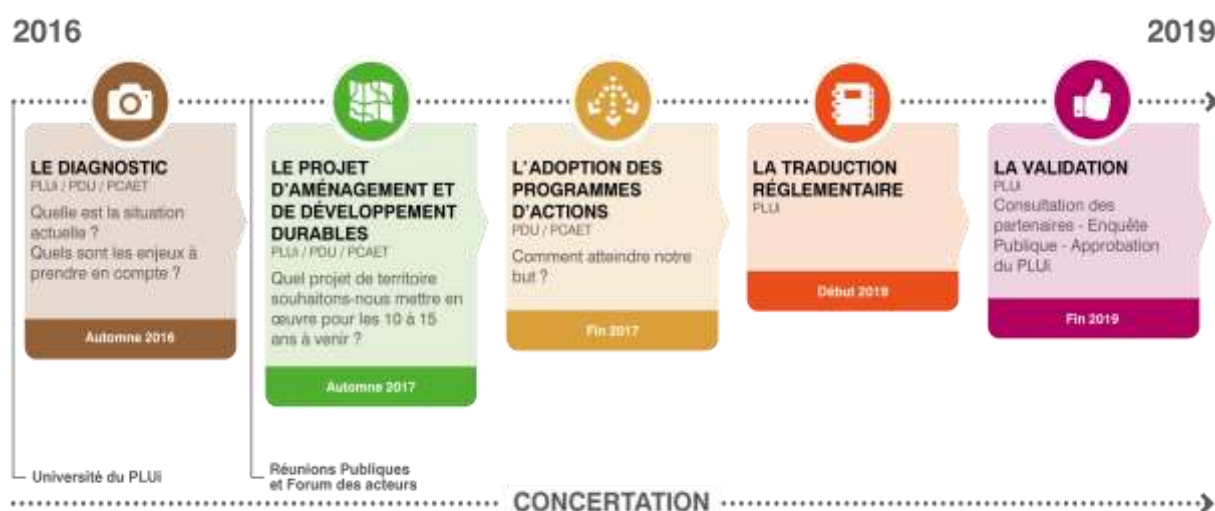 2016
2019
LE DIAGNOSTIC
PLUi / PDU / PCAET
Quelle est la situation
actuelle ?
Quels sont les enjeux à
prendre en compte ?
Automne 2016
LE PROJET
D'AMÉNAGEMENT ET
DE DÉVELOPPEMENT
DURABLES
PLUi / PDU / PCAET
Quel projet de territoire
souhaitons-nous mettre en
œuvre pour les 10 à 15
ans à venir ?
Automne 2017
L'ADOPTION DES
PROGRAMMES
D'ACTIONS
PDU / PCAET
Comment atteindre notre
but ?
Fin 2017
LA TRADUCTION
RÉGLEMENTAIRE
PLUi
Début 2019
LA VALIDATION
PLUi
Consultation des
partenaires - Enquête
Publique - Approbation
du PLUi
Fin 2019
Université du PLUi
Réunions Publiques
et Forum des acteurs
CONCERTATION